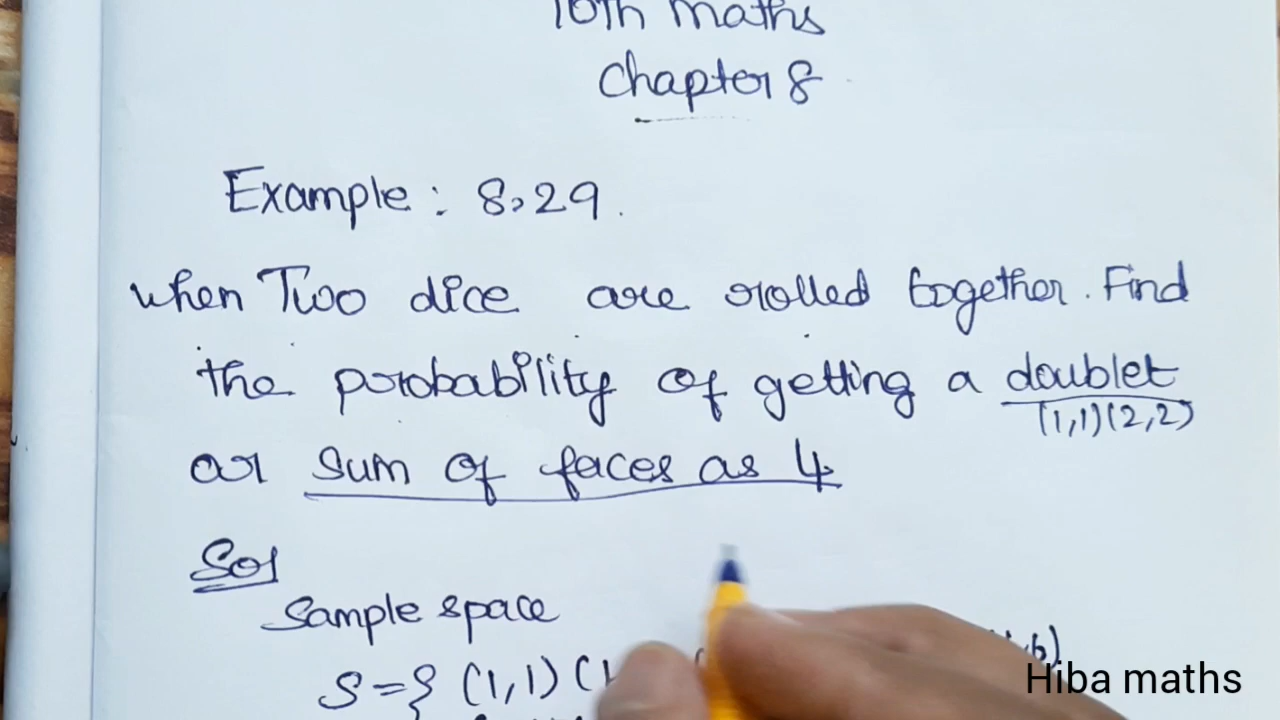 10th maths
Chapter 8
Example : 8.29.
when Two dice are rolled together. Find
the probability of getting a doublet
(1,1)(2,2)
or sum of faces as 4
Sol
Sample space
S = { (1,1) (1
Hiba maths